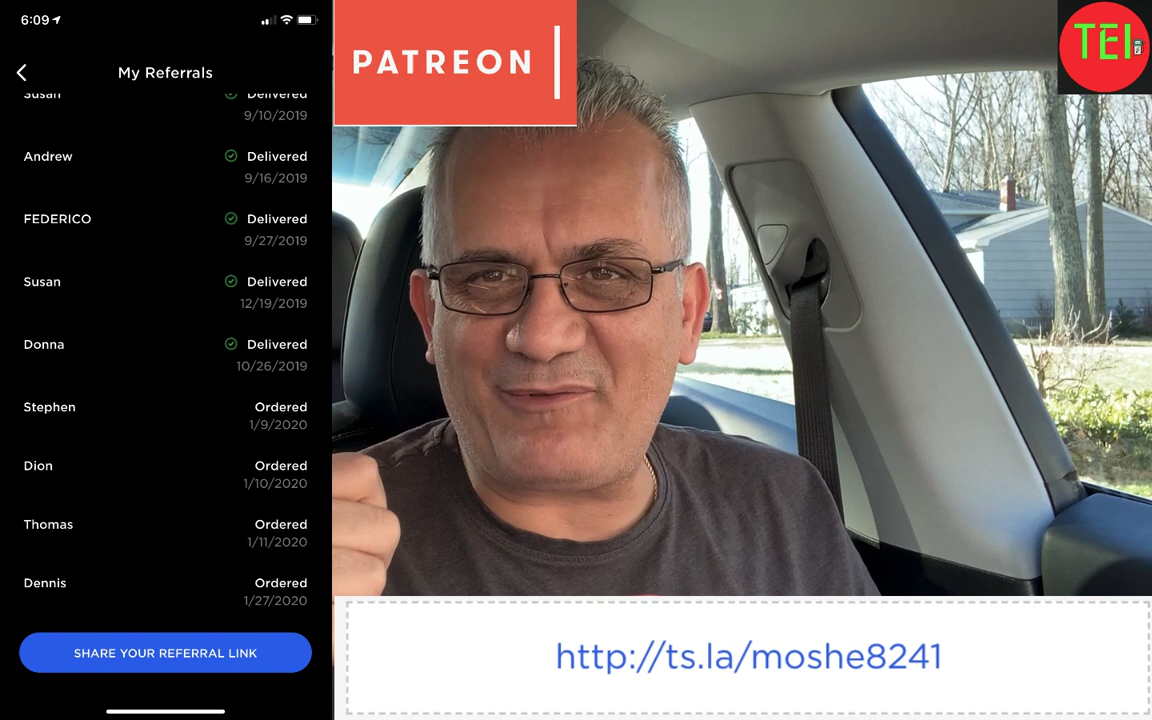 6:09
My Referrals
Susan
Delivered
9/10/2019
Andrew
Delivered
9/16/2019
FEDERICO
Delivered
9/27/2019
Susan
Delivered
12/19/2019
Donna
Delivered
10/26/2019
Stephen
Ordered
1/9/2020
Dion
Ordered
1/10/2020
Thomas
Ordered
1/11/2020
Dennis
Ordered
1/27/2020
SHARE YOUR REFERRAL LINK
PATREON
TEI
http://ts.la/moshe8241